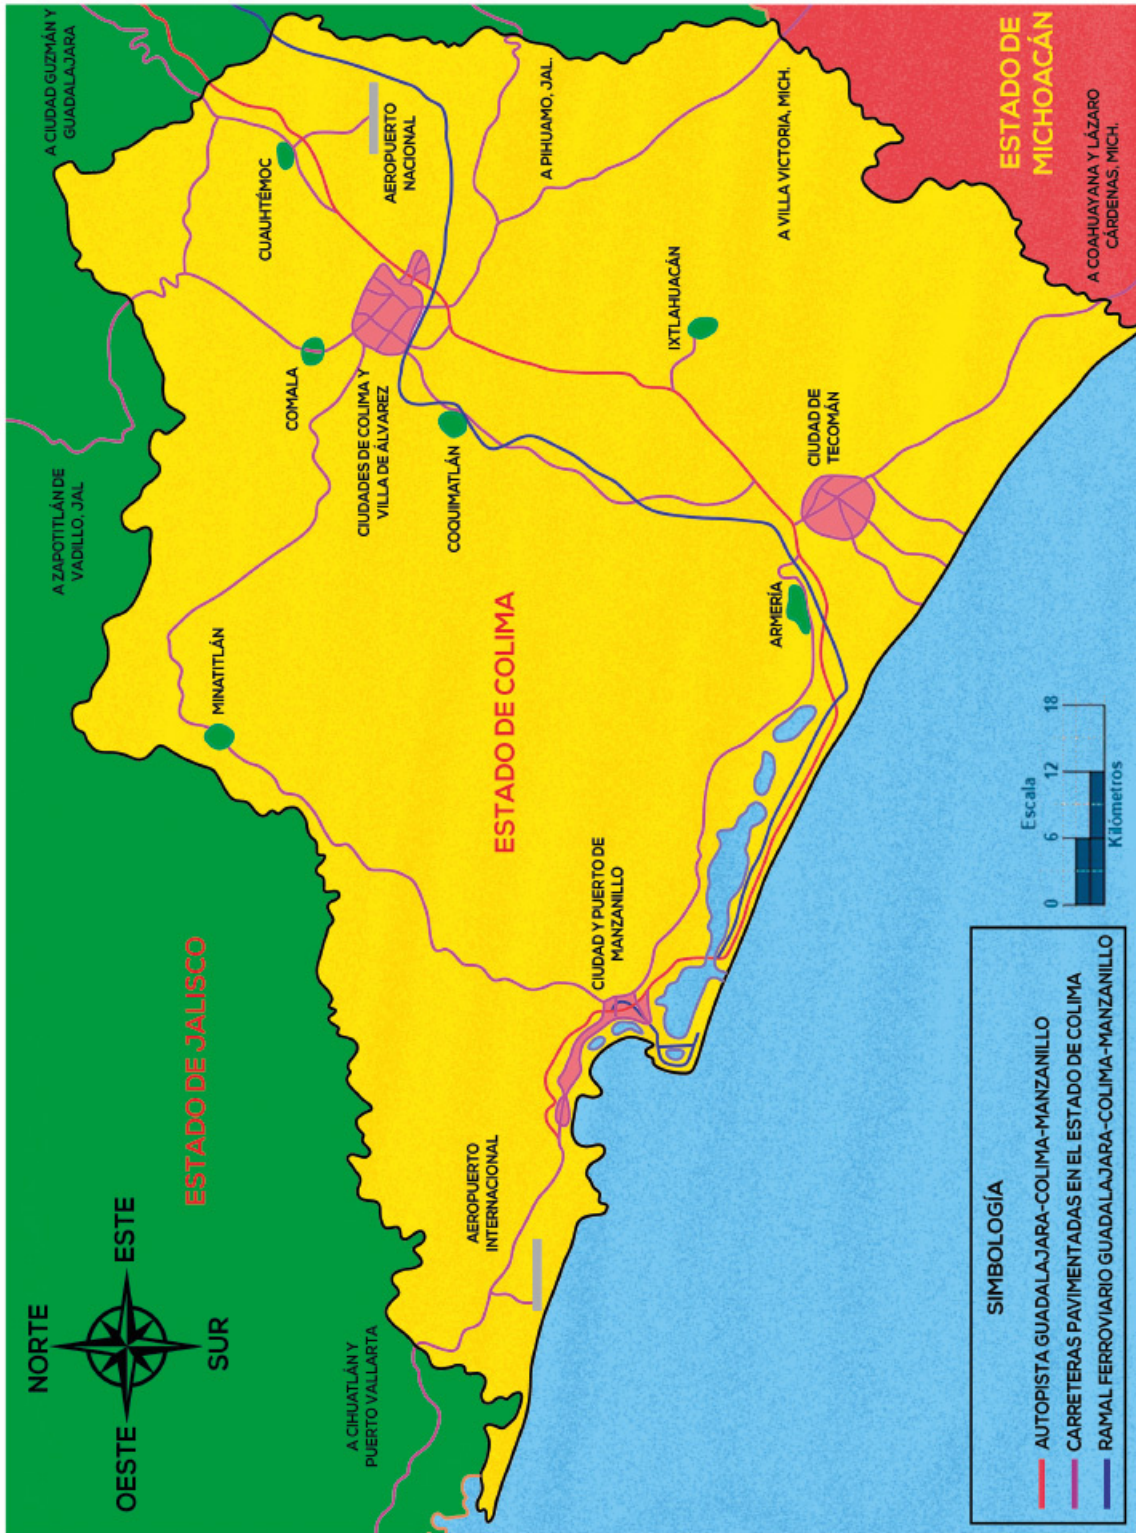 NORTE
OESTE
ESTE
SUR
ESTADO DE JALISCO
A CIHUATLÁN Y
PUERTO VALLARTA
AEROPUERTO
INTERNACIONAL
MINATITLÁN
A ZAPOTITLÁN DE
VADILLO, JAL
A CIUDAD GUZMÁN Y
GUADALAJARA
CUAUHTÉMOC
COMALA
AEROPUERTO
NACIONAL
CIUDADES DE COLIMA Y
VILLA DE ÁLVAREZ
COQUIMATLÁN
ESTADO DE COLIMA
A PIHUAMO, JAL.
CIUDAD Y PUERTO DE
MANZANILLO
IXTLAHUACÁN
A VILLA VICTORIA, MICH.
ARMERÍA
CIUDAD DE
TECOMÁN
ESTADO DE
MICHOACÁN
A COAHUAYANA Y LÁZARO
CÁRDENAS, MICH.
SIMBOLOGÍA
AUTOPISTA GUADALAJARA-COLIMA-MANZANILLO
CARRETERAS PAVIMENTADAS EN EL ESTADO DE COLIMA
RAMAL FERROVIARIO GUADALAJARA-COLIMA-MANZANILLO
Escala
0 6 12 18
Kilómetros